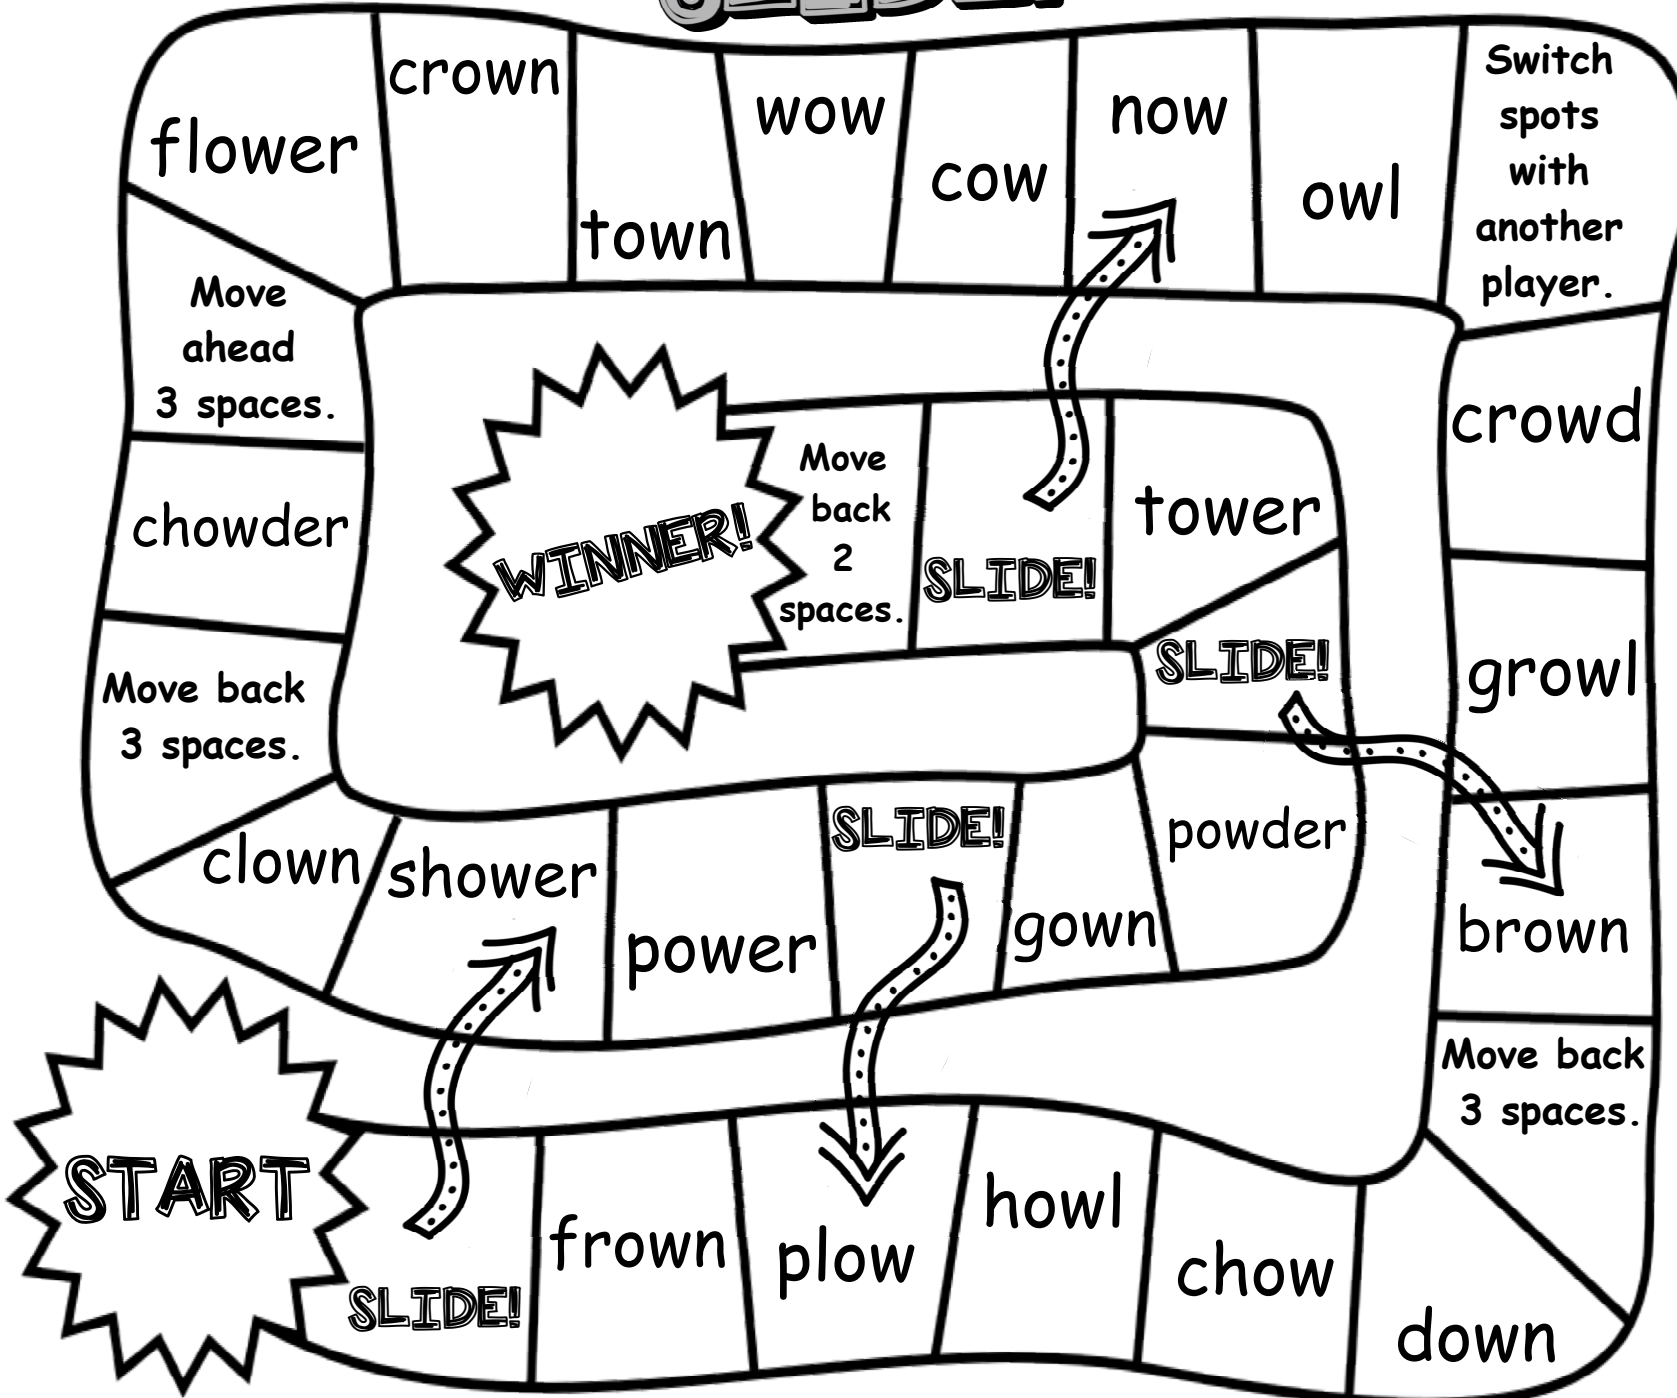 SLIDE!
flower
crown
town
wow
cow
now
owl
Switch
spots
with
another
player.
Move
ahead
3 spaces.
chowder
Move back
3 spaces.
clown
shower
power
SLIDE!
gown
powder
SLIDE!
tower
SLIDE!
Move
back
2
spaces.
WINNER!
crowd
growl
brown
Move back
3 spaces.
down
chow
howl
plow
frown
SLIDE!
START